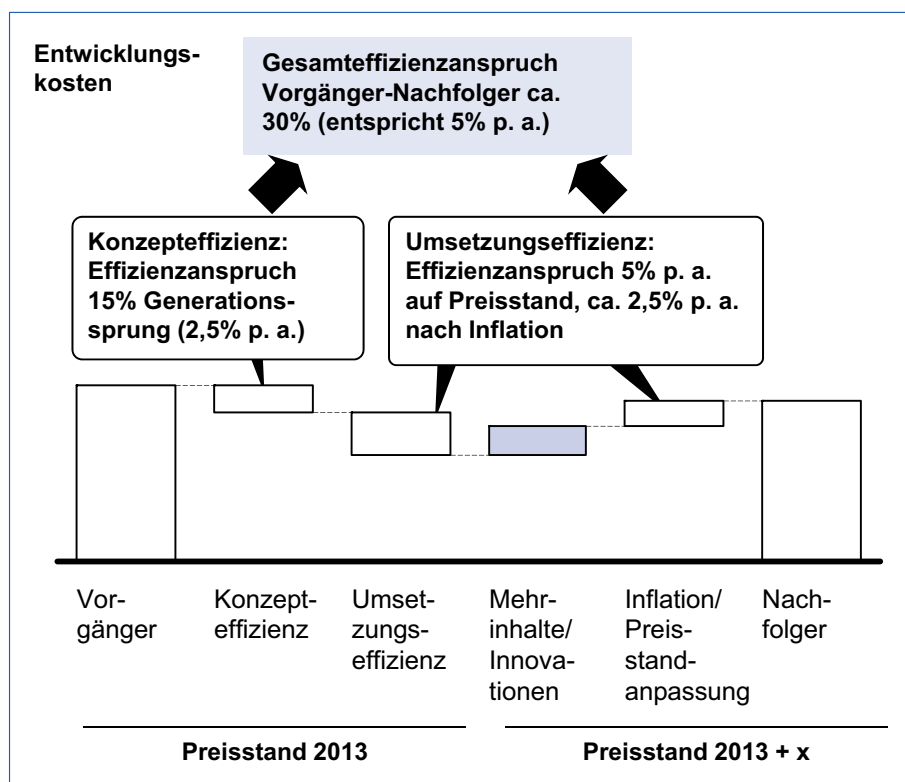 Entwicklungs-
kosten
Gesamteffizienzanspruch
Vorgänger-Nachfolger ca.
30% (entspricht 5% p. a.)
Konzepteffizienz:
Effizienzanspruch
15% Generations-
sprung (2,5% p. a.)
Umsetzungseffizienz:
Effizienzanspruch 5% p. a.
auf Preisstand, ca. 2,5% p. a.
nach Inflation
Vor-
gänger
Konzept-
effizienz
Umset-
zungs-
effizienz
Mehr-
inhalte/
Innova-
tionen
Inflation/
Preis-
stand-
anpassung
Nach-
folger
Preisstand 2013
Preisstand 2013 + x